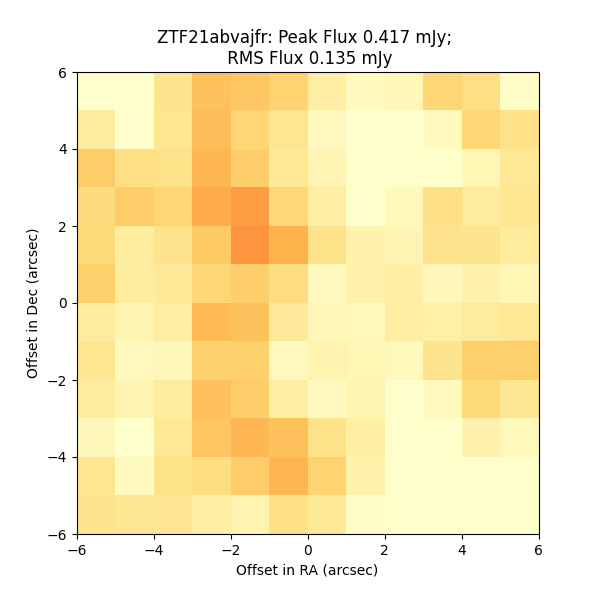 ZTF21abvajfr: Peak Flux 0.417 mJy;
RMS Flux 0.135 mJy
6
4
2
0
−2
−4
−6
Offset in Dec (arcsec)
−6 −4 −2 0 2 4 6
Offset in RA (arcsec)